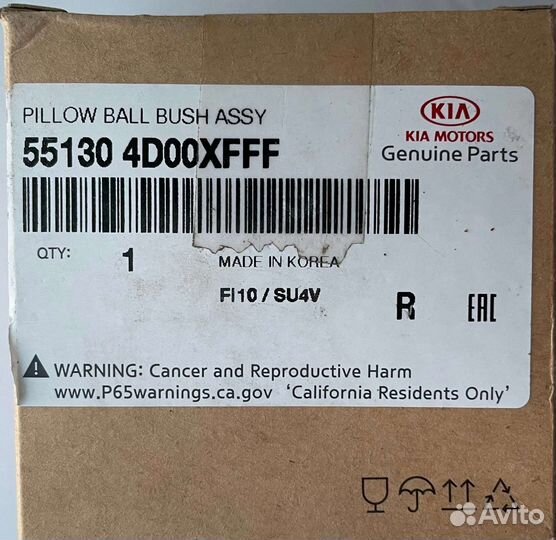 PILLOW BALL BUSH ASSY
55130 4D00XFFF
KIA
KIA MOTORS
Genuine Parts
QTY: 1
MADE IN KOREA
FI10 / SU4V
R EAC
WARNING: Cancer and Reproductive Harm
www.P65warnings.ca.gov 'California Residents Only'
Avito